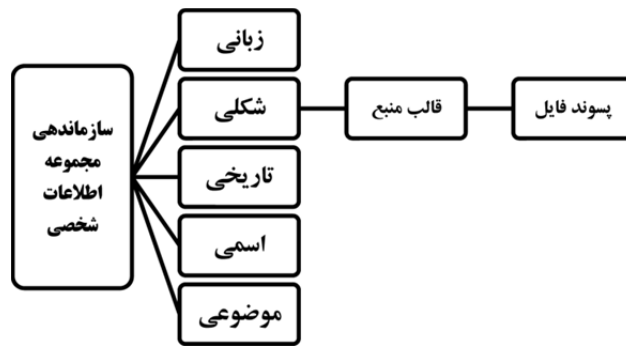 سازماندهی
مجموعه
اطلاعات
شخصی
زبانی
شکلی
قالب منبع
پسوند فایل
تاریخی
اسمی
موضوعی